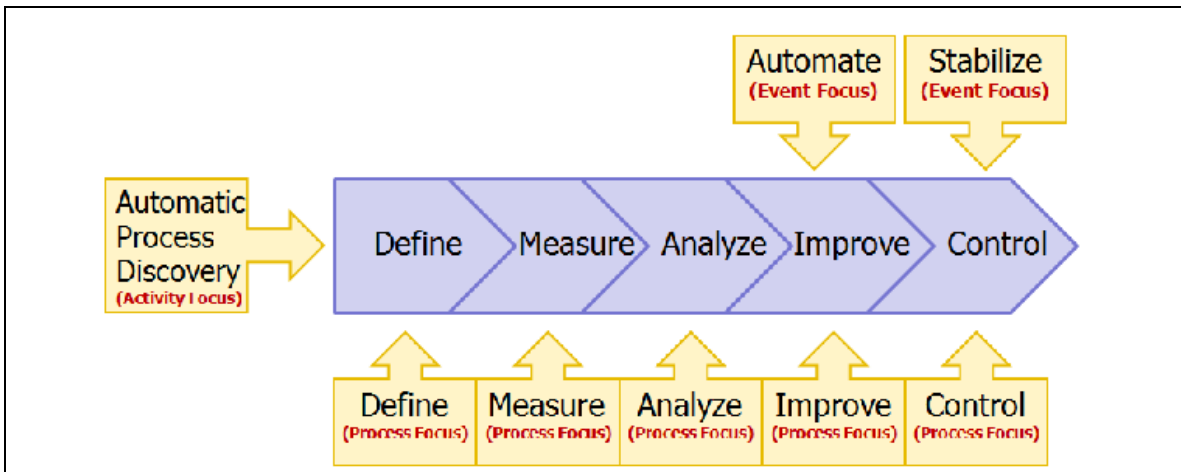 Automate
(Event Focus)
Stabilize
(Event Focus)
Automatic
Process
Discovery
(Activity Focus)
Define
Measure
Analyze
Improve
Control
Define
(Process Focus)
Measure
(Process Focus)
Analyze
(Process Focus)
Improve
(Process Focus)
Control
(Process Focus)